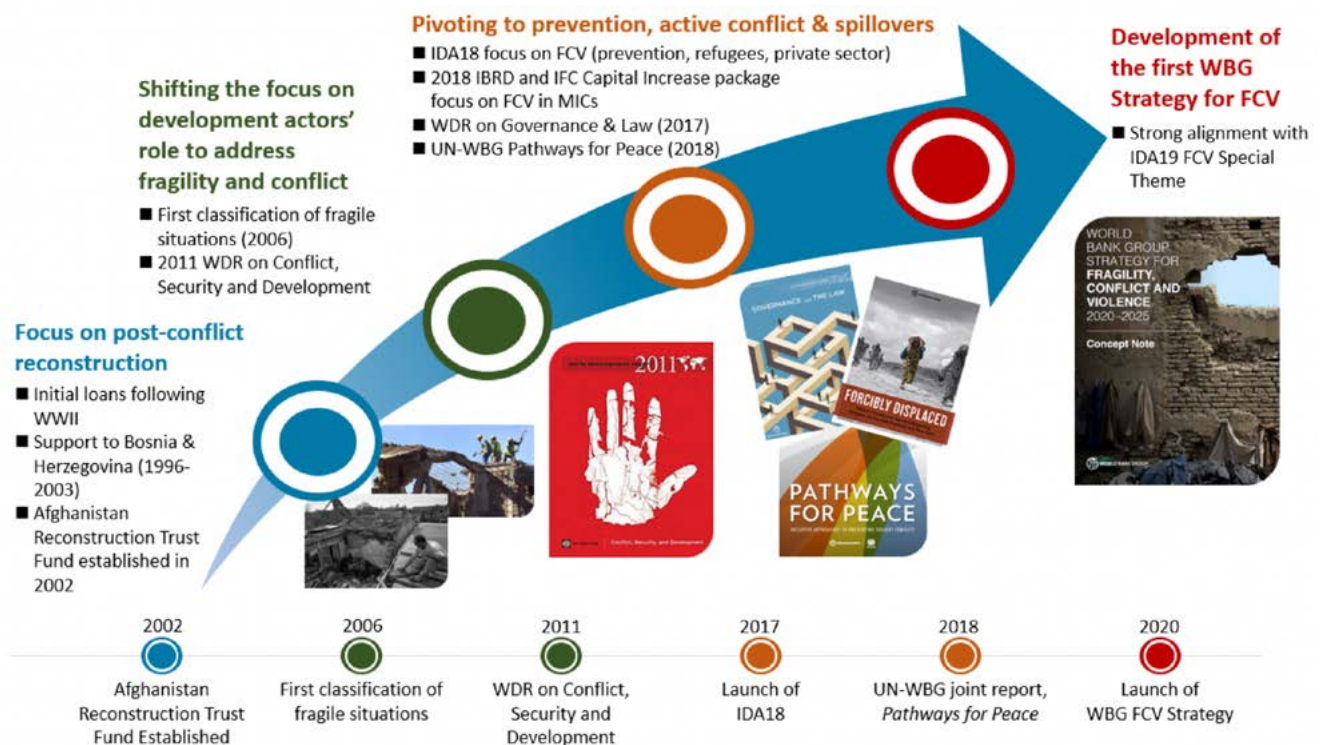 Pivoting to prevention, active conflict & spillovers
■ IDA18 focus on FCV (prevention, refugees, private sector)
■ 2018 IBRD and IFC Capital Increase package
focus on FCV in MICs
■ WDR on Governance & Law (2017)
■ UN-WBG Pathways for Peace (2018)
Development of
the first WBG
Strategy for FCV
■ Strong alignment with
IDA19 FCV Special
Theme
Shifting the focus on
development actors’
role to address
fragility and conflict
■ First classification of fragile
situations (2006)
■ 2011 WDR on Conflict,
Security and Development
Focus on post-conflict
reconstruction
■ Initial loans following
WWII
■ Support to Bosnia &
Herzegovina (1996-
2003)
■ Afghanistan
Reconstruction Trust
Fund established in
2002
2011
Conflict, Security, and Development
GOVERNANCE AND THE LAW
FORCIBLY DISPLACED
PATHWAYS
FOR PEACE
WORLD
BANK GROUP
STRATEGY FOR
FRAGILITY,
CONFLICT AND
VIOLENCE
2020–2025
Concept Note
WORLD BANK GROUP
2002
Afghanistan
Reconstruction Trust
Fund Established
2006
First classification of
fragile situations
2011
WDR on Conflict,
Security and
Development
2017
Launch of
IDA18
2018
UN-WBG joint report,
Pathways for Peace
2020
Launch of
WBG FCV Strategy